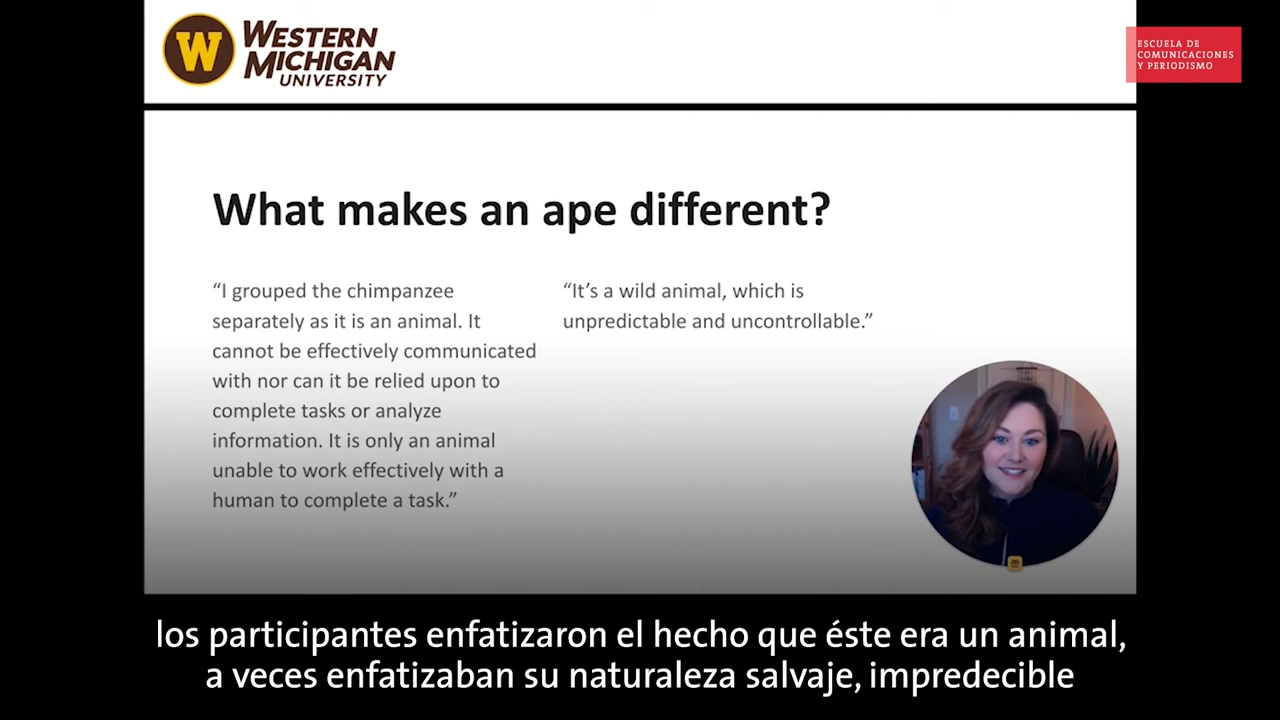 W
WESTERN
MICHIGAN
UNIVERSITY
ESCUELA DE
COMUNICACIONES
Y PERIODISMO
What makes an ape different?
“I grouped the chimpanzee
separately as it is an animal. It
cannot be effectively communicated
with nor can it be relied upon to
complete tasks or analyze
information. It is only an animal
unable to work effectively with a
human to complete a task.”
“It’s a wild animal, which is
unpredictable and uncontrollable.”
los participantes enfatizaron el hecho que éste era un animal,
a veces enfatizaban su naturaleza salvaje, impredecible